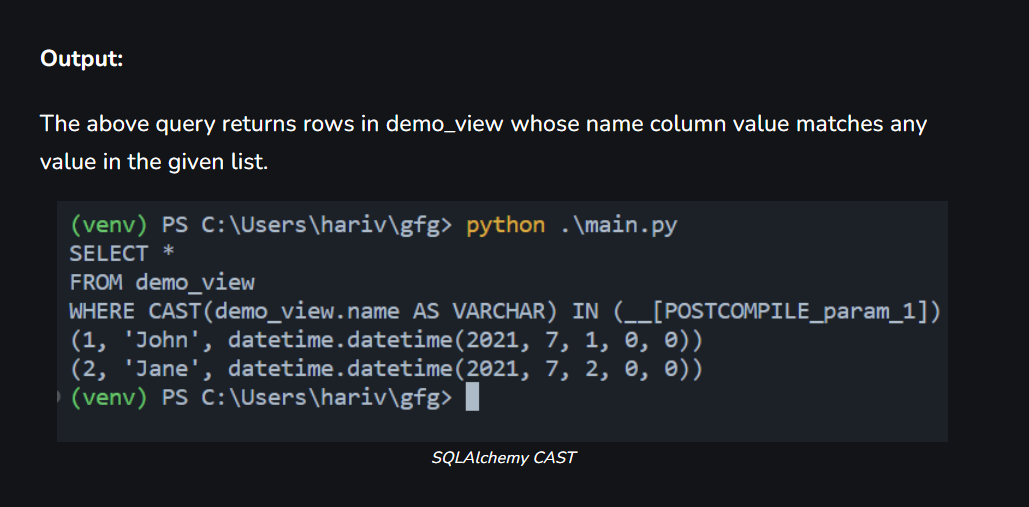 Output:
The above query returns rows in demo_view whose name column value matches any
value in the given list.
(venv) PS C:\Users\hariv\gfg> python .\main.py
SELECT *
FROM demo_view
WHERE CAST(demo_view.name AS VARCHAR) IN (__[POSTCOMPILE_param_1])
(1, 'John', datetime.datetime(2021, 7, 1, 0, 0))
(2, 'Jane', datetime.datetime(2021, 7, 2, 0, 0))
(venv) PS C:\Users\hariv\gfg>
SQLAlchemy CAST